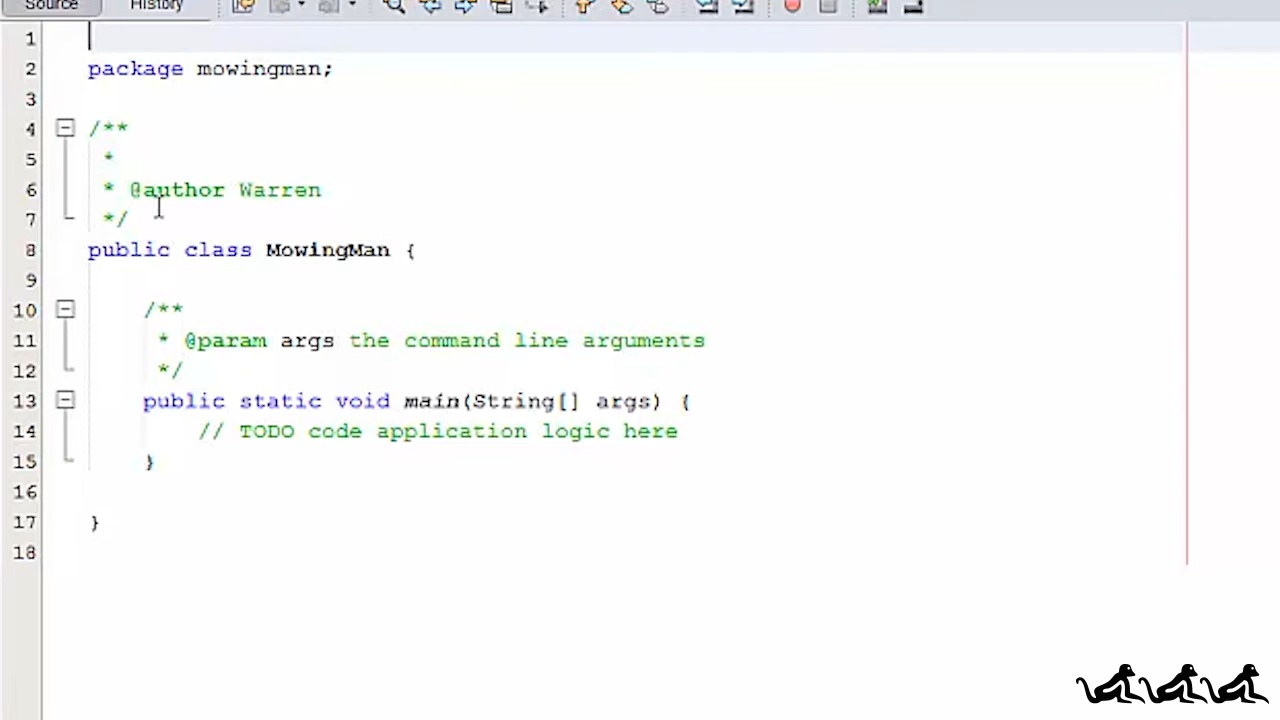 Source History
1
2 package mowingman;
3
4 /**
5 *
6 * @author Warren
7 */
8 public class MowingMan {
9
10 /**
11 * @param args the command line arguments
12 */
13 public static void main(String[] args) {
14 // TODO code application logic here
15 }
16
17 }
18